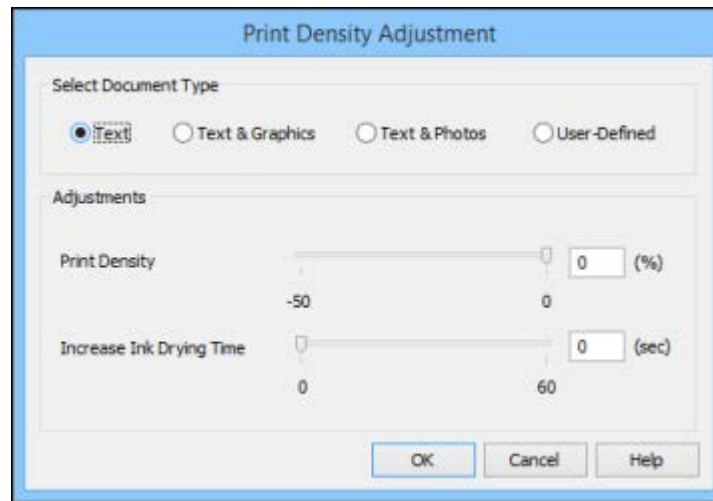 Print Density Adjustment
Select Document Type
Text Text & Graphics Text & Photos User-Defined
Adjustments
Print Density 0 (%)
-50 0
Increase Ink Drying Time 0 (sec)
0 60
OK Cancel Help